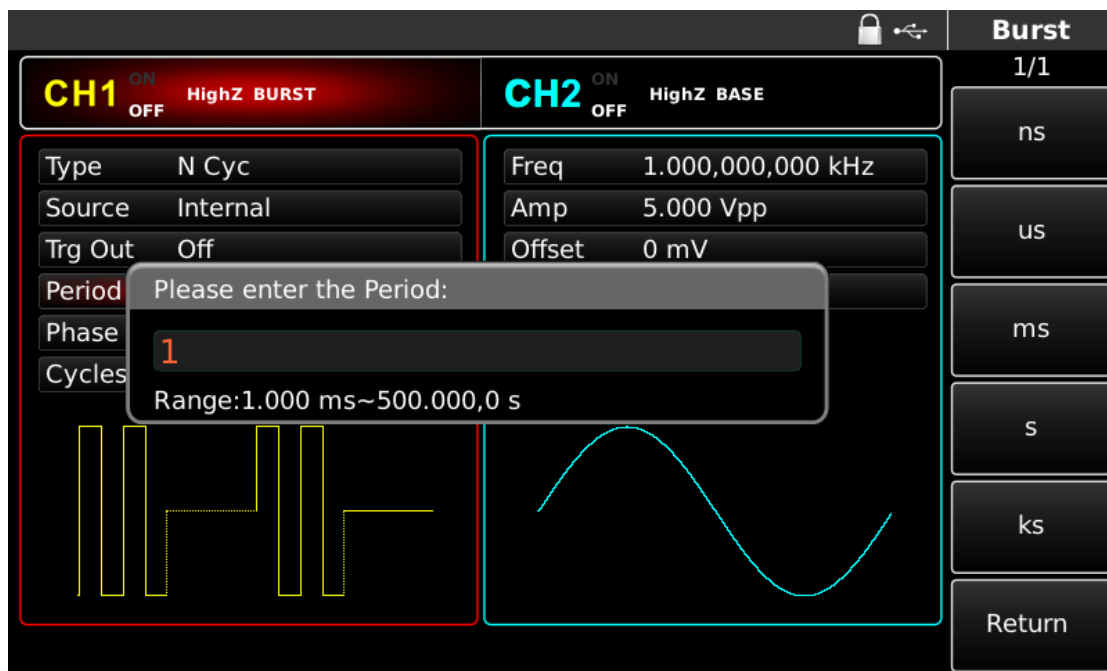 Burst
1/1
CH1 ON OFF HighZ BURST
CH2 ON OFF HighZ BASE
Type N Cyc
Source Internal
Trg Out Off
Period
Phase
Cycles
Freq 1.000,000,000 kHz
Amp 5.000 Vpp
Offset 0 mV
Please enter the Period:
1
Range:1.000 ms~500.000,0 s
ns
us
ms
s
ks
Return